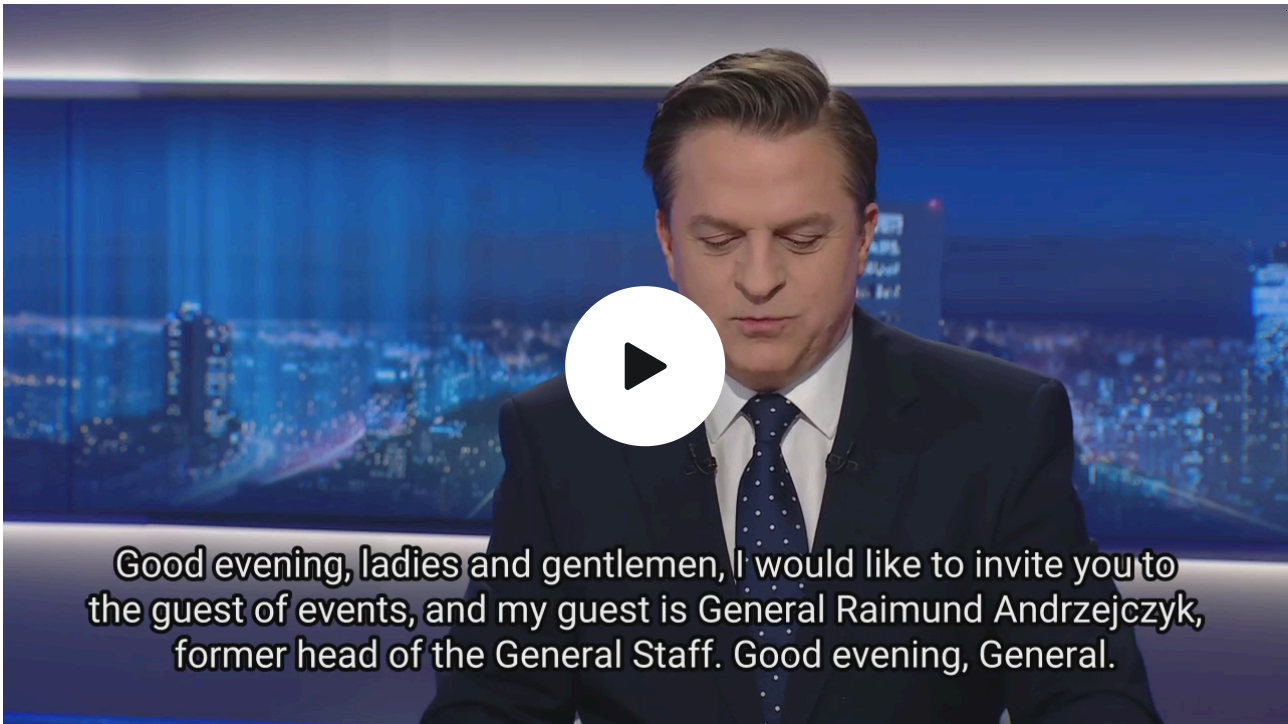 Good evening, ladies and gentlemen, I would like to invite you to
the guest of events, and my guest is General Raimund Andrzejczyk,
former head of the General Staff. Good evening, General.